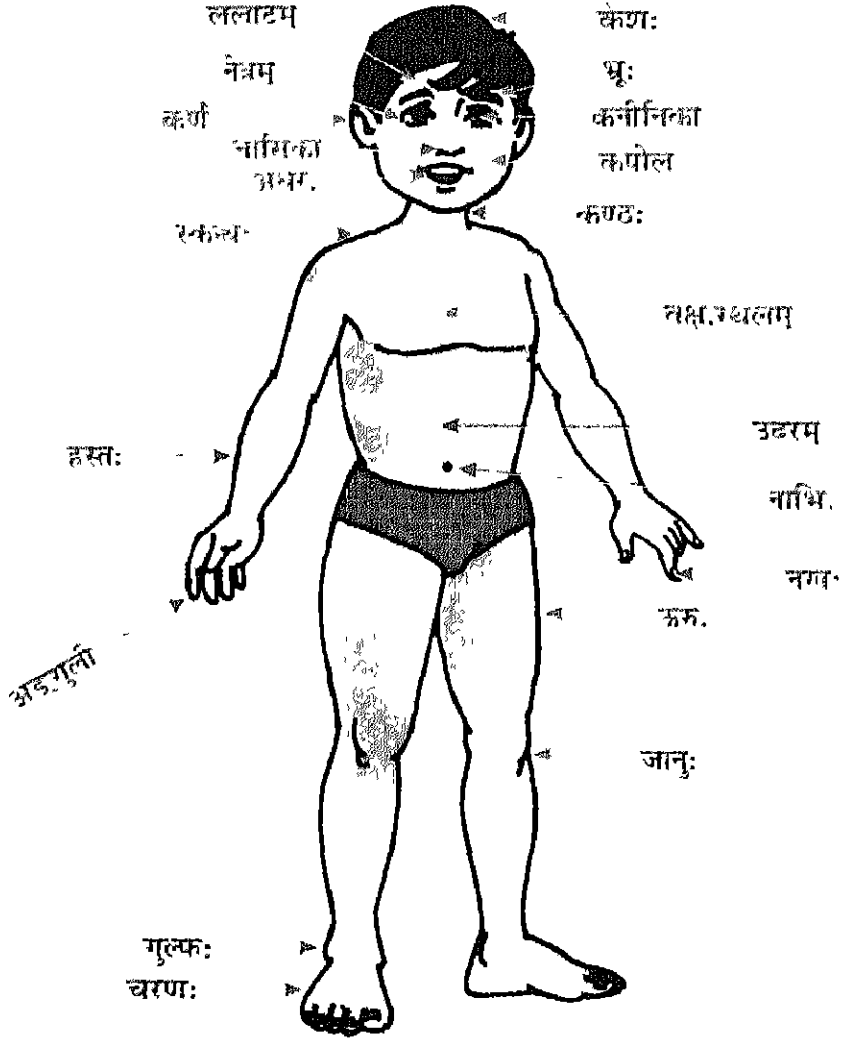 ललाटम्
केशः
नेत्रम्
भ्रूः
कर्ण
कनीनिका
नासिका
कपोल
अधर.
कण्ठः
स्कन्धः
वक्ष.स्थलम्
उदरम्
हस्तः
नाभि.
नखः
ऊरु.
अङ्गुली
जानुः
गुल्फः
चरणः